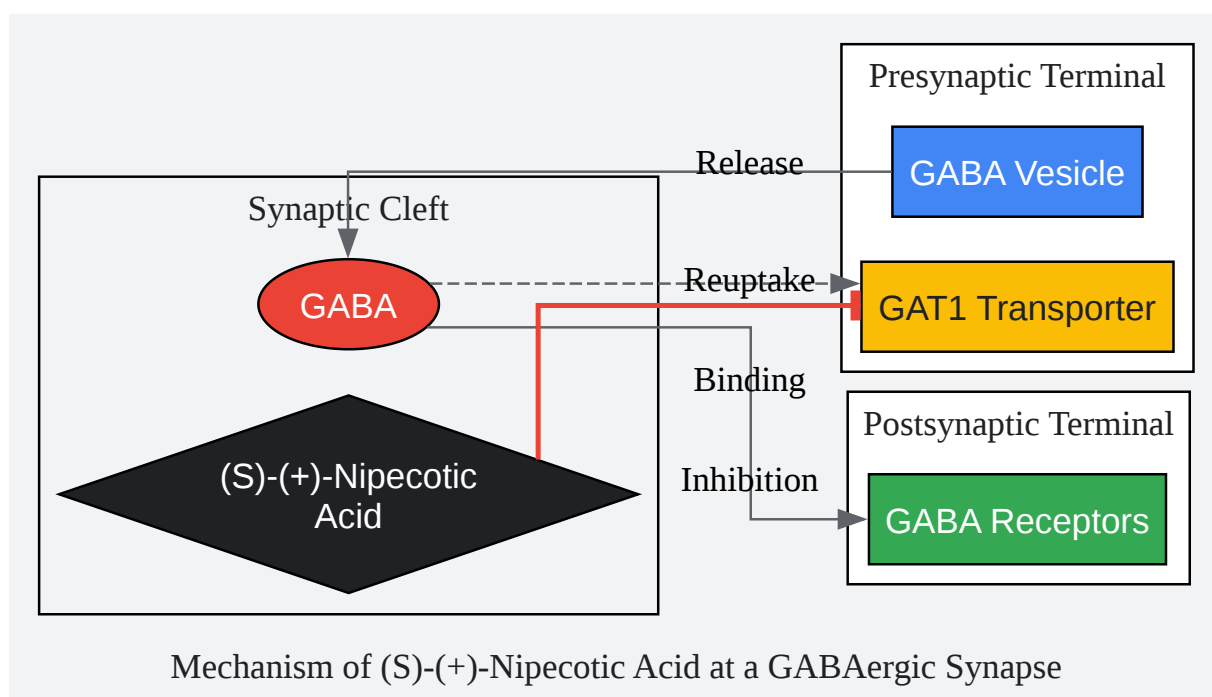 Presynaptic Terminal
GABA Vesicle
Release
Synaptic Cleft
GABA
Reuptake
GAT1 Transporter
Binding
Postsynaptic Terminal
(S)-(+)-Nipecotic
Acid
Inhibition
GABA Receptors
Mechanism of (S)-(+)-Nipecotic Acid at a GABAergic Synapse